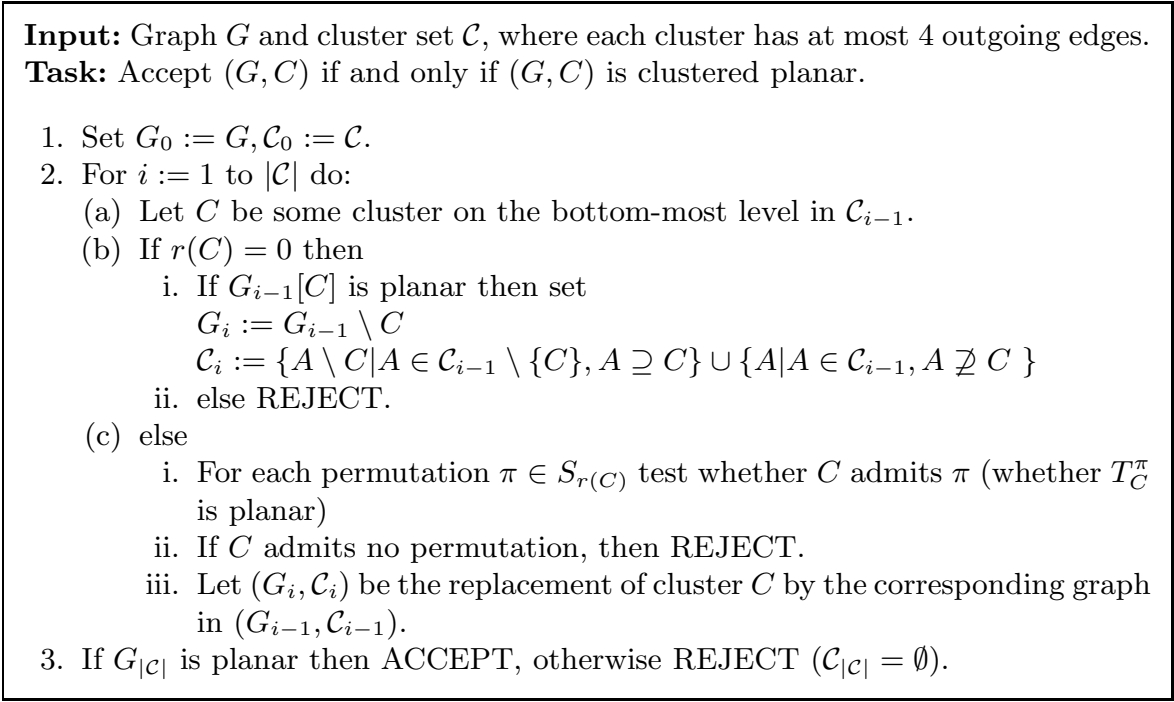 Input: Graph G and cluster set 𝒞, where each cluster has at most 4 outgoing edges.
Task: Accept (G, C) if and only if (G, C) is clustered planar.
1. Set G₀ := G, 𝒞₀ := 𝒞.
2. For i := 1 to |𝒞| do:
(a) Let C be some cluster on the bottom-most level in 𝒞ᵢ₋₁.
(b) If r(C) = 0 then
i. If Gᵢ₋₁[C] is planar then set
Gᵢ := Gᵢ₋₁ \ C
𝒞ᵢ := {A \ C|A ∈ 𝒞ᵢ₋₁ \ {C}, A ⊇ C} ∪ {A|A ∈ 𝒞ᵢ₋₁, A ⊉ C }
ii. else REJECT.
(c) else
i. For each permutation π ∈ S_{r(C)} test whether C admits π (whether T_C^π
is planar)
ii. If C admits no permutation, then REJECT.
iii. Let (Gᵢ, 𝒞ᵢ) be the replacement of cluster C by the corresponding graph
in (Gᵢ₋₁, 𝒞ᵢ₋₁).
3. If G_{|𝒞|} is planar then ACCEPT, otherwise REJECT (𝒞_{|𝒞|} = ∅).